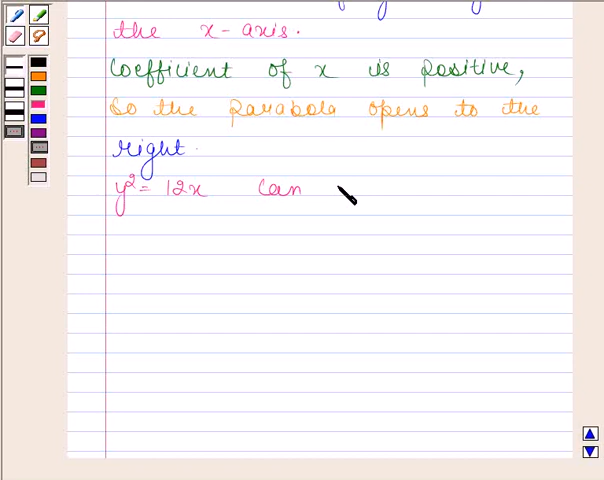 the x-axis.
Coefficient of x is positive,
So the parabola opens to the
right.
y² = 12x can